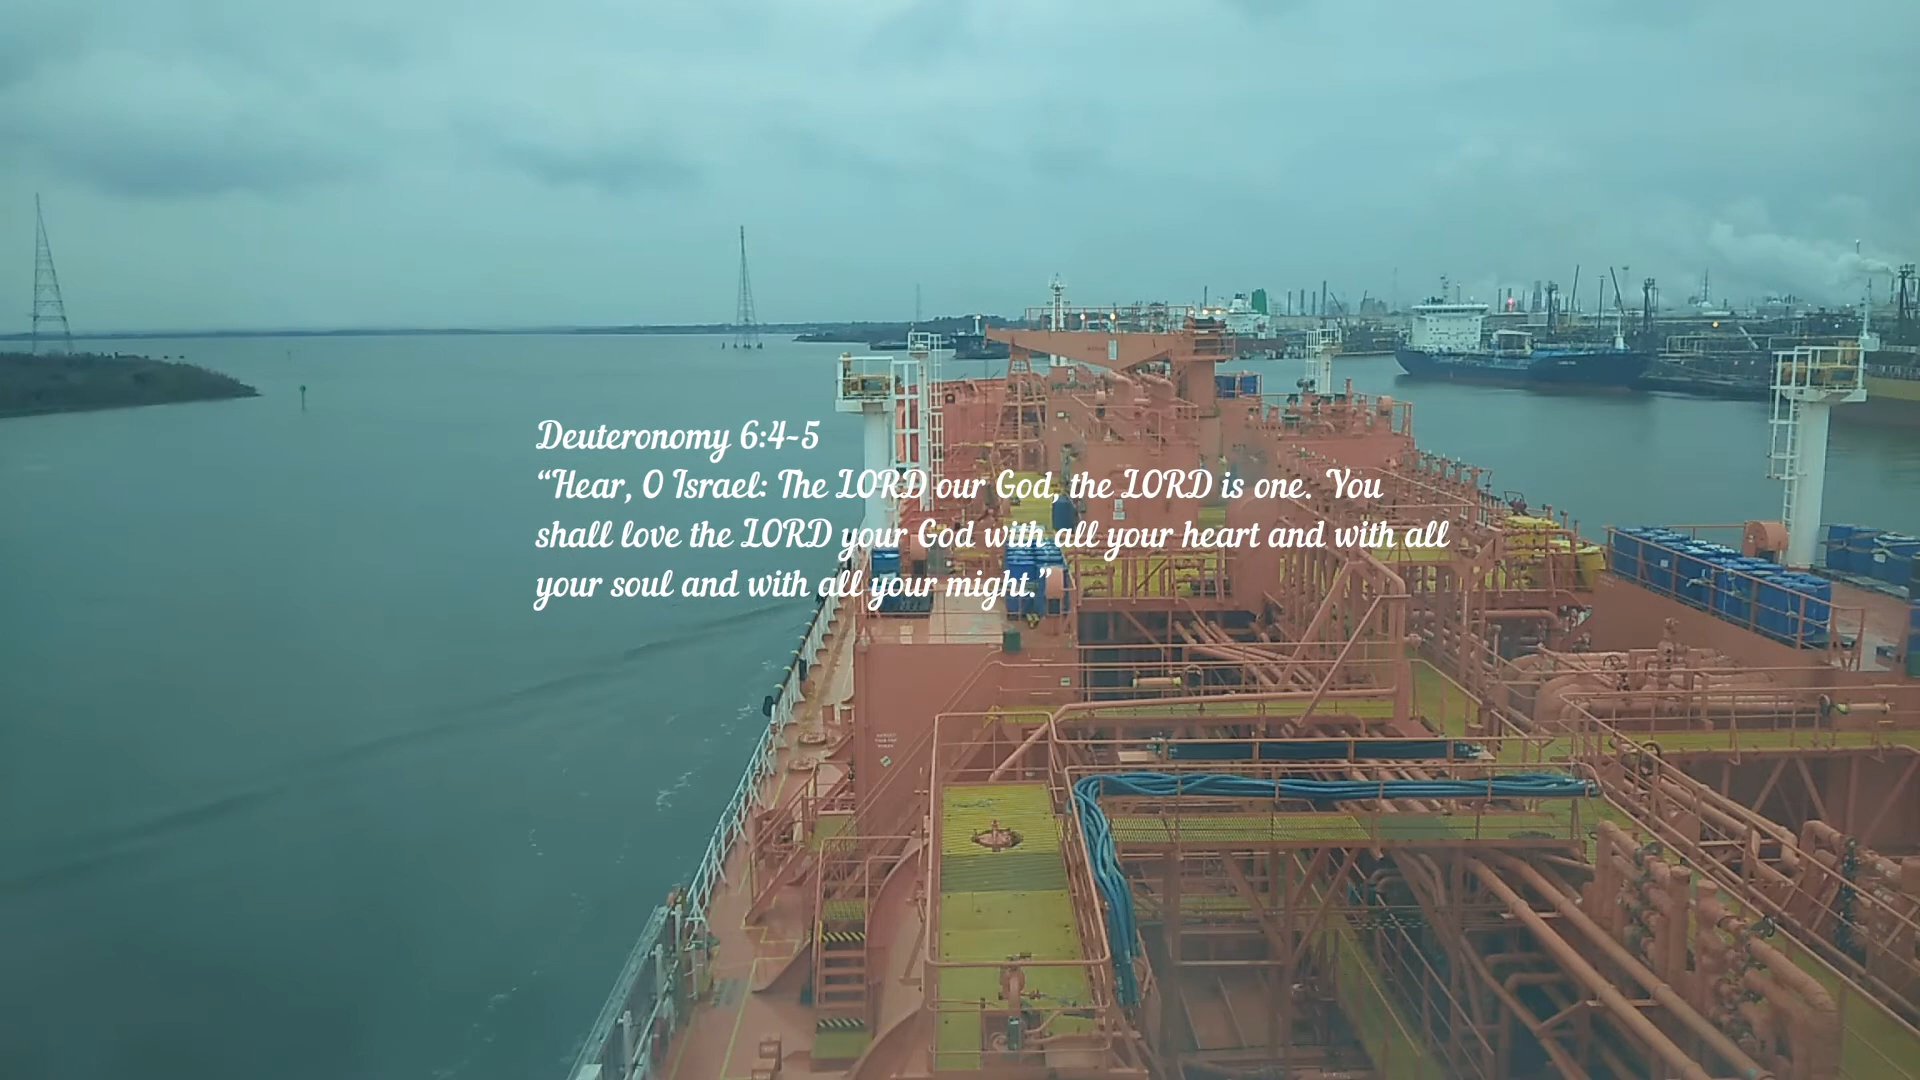 Deuteronomy 6:4-5
“Hear, O Israel: The LORD our God, the LORD is one. You
shall love the LORD your God with all your heart and with all
your soul and with all your might.”